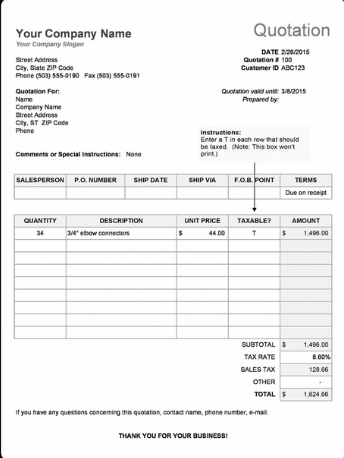 Your Company Name
Quotation
Your Company Slogan
DATE 2/26/2015
Street Address
Quotation # 100
City, State ZIP Code
Customer ID ABC123
Phone (503) 555-0190 Fax (503) 555-0191
Quotation For:
Quotation valid until: 3/8/2015
Name
Prepared by:
Company Name
Street Address
City, ST ZIP Code
Phone
Instructions:
Enter a T in each row that should
be taxed. (Note: This box won't
print.)
Comments or Special Instructions: None
SALESPERSON P.O. NUMBER SHIP DATE SHIP VIA F.O.B. POINT TERMS
Due on receipt
QUANTITY DESCRIPTION UNIT PRICE TAXABLE? AMOUNT
34 3/4" elbow connectors $ 44.00 T $ 1,496.00
SUBTOTAL $ 1,496.00
TAX RATE 8.60%
SALES TAX 128.66
OTHER -
TOTAL $ 1,624.66
If you have any questions concerning this quotation, contact name, phone number, e-mail.
THANK YOU FOR YOUR BUSINESS!